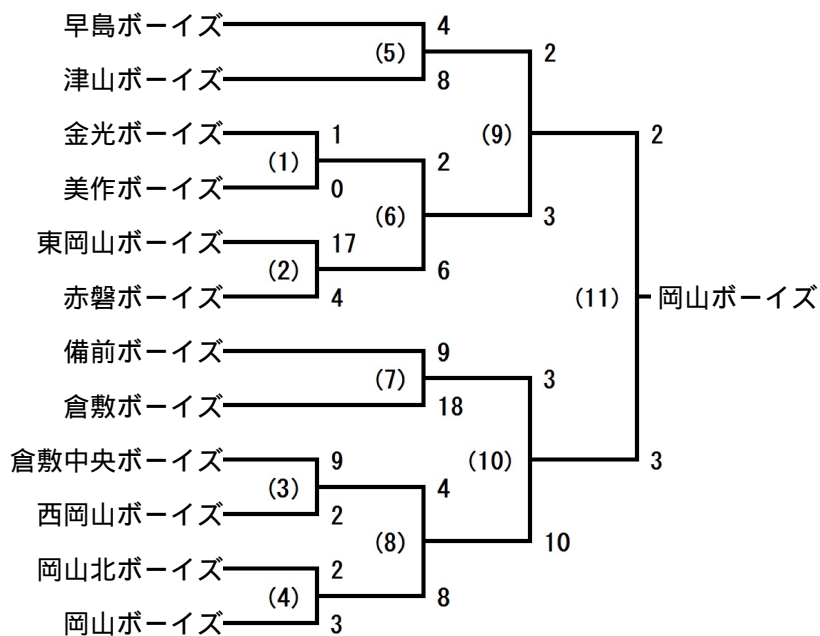 早島ボーイズ 4
(5) 2
津山ボーイズ 8
金光ボーイズ 1 (9) 2
(1) 2
美作ボーイズ 0
(6) 3
東岡山ボーイズ 17
(2) 6
赤磐ボーイズ 4
(11) 岡山ボーイズ
備前ボーイズ 9
(7) 3
倉敷ボーイズ 18
倉敷中央ボーイズ 9 (10) 3
(3) 4
西岡山ボーイズ 2
(8) 10
岡山北ボーイズ 2
(4) 8
岡山ボーイズ 3